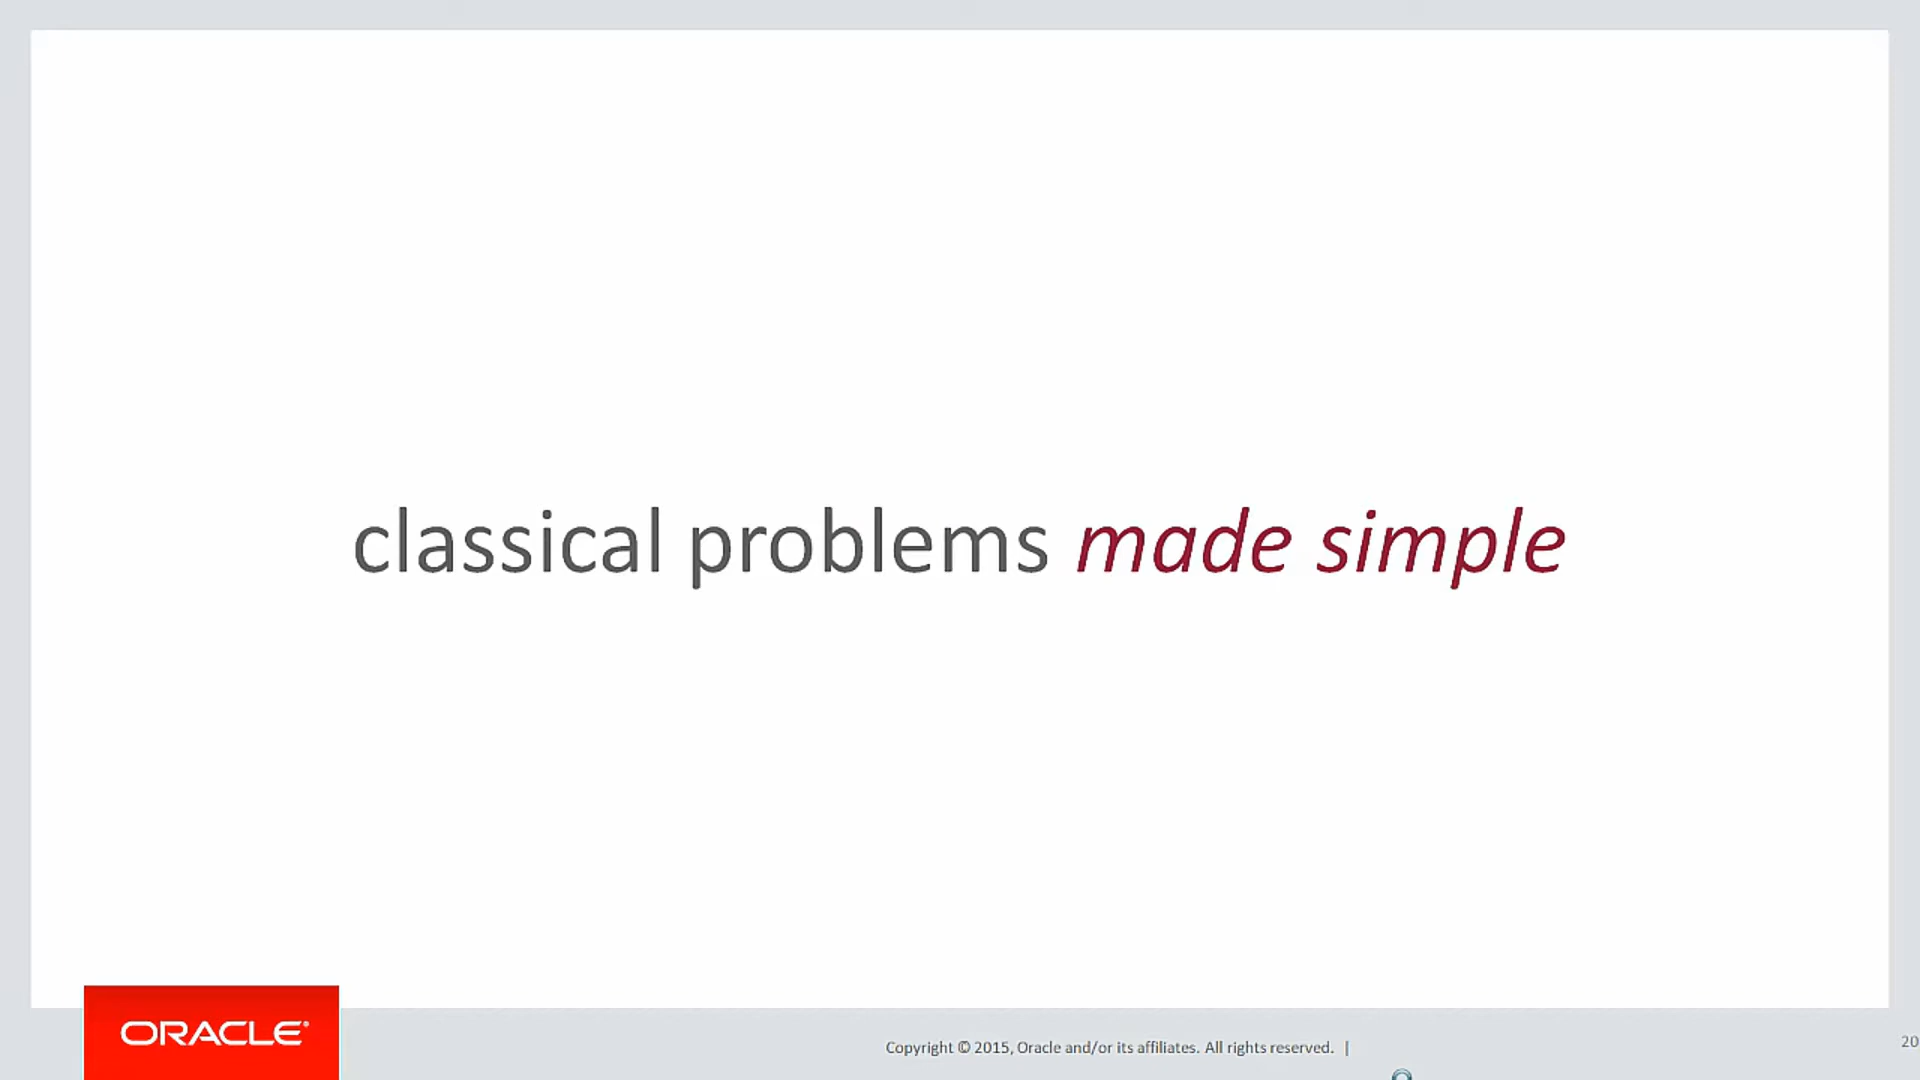 classical problems made simple
ORACLE®
Copyright © 2015, Oracle and/or its affiliates. All rights reserved. |
20